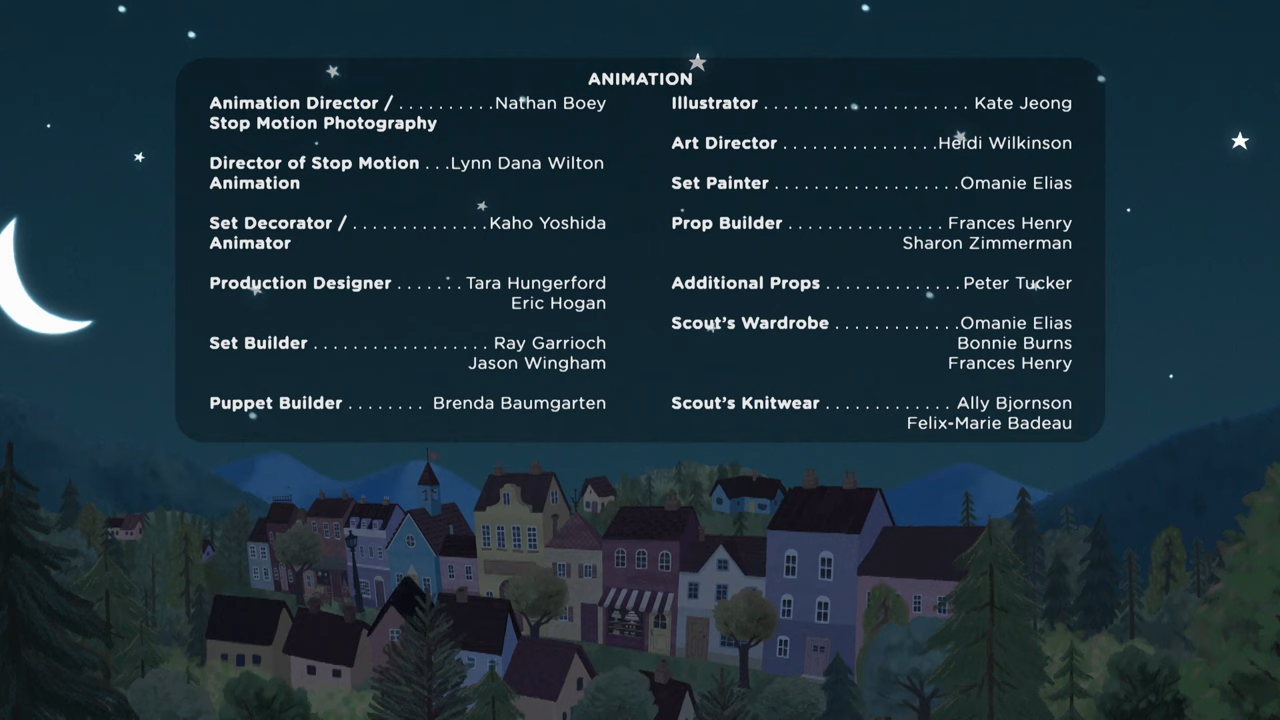 ANIMATION
Animation Director / . . . . . . . . . . Nathan Boey
Stop Motion Photography
Director of Stop Motion . . . Lynn Dana Wilton
Animation
Set Decorator / . . . . . . . . . . . . . . Kaho Yoshida
Animator
Production Designer . . . . . . . Tara Hungerford
Eric Hogan
Set Builder . . . . . . . . . . . . . . . . . . Ray Garrioch
Jason Wingham
Puppet Builder . . . . . . . . Brenda Baumgarten
Illustrator . . . . . . . . . . . . . . . . . . . . . Kate Jeong
Art Director . . . . . . . . . . . . . . . . Heidi Wilkinson
Set Painter . . . . . . . . . . . . . . . . . . . Omanie Elias
Prop Builder . . . . . . . . . . . . . . . . Frances Henry
Sharon Zimmerman
Additional Props . . . . . . . . . . . . . . Peter Tucker
Scout's Wardrobe . . . . . . . . . . . . . Omanie Elias
Bonnie Burns
Frances Henry
Scout's Knitwear . . . . . . . . . . . . . Ally Bjornson
Felix-Marie Badeau